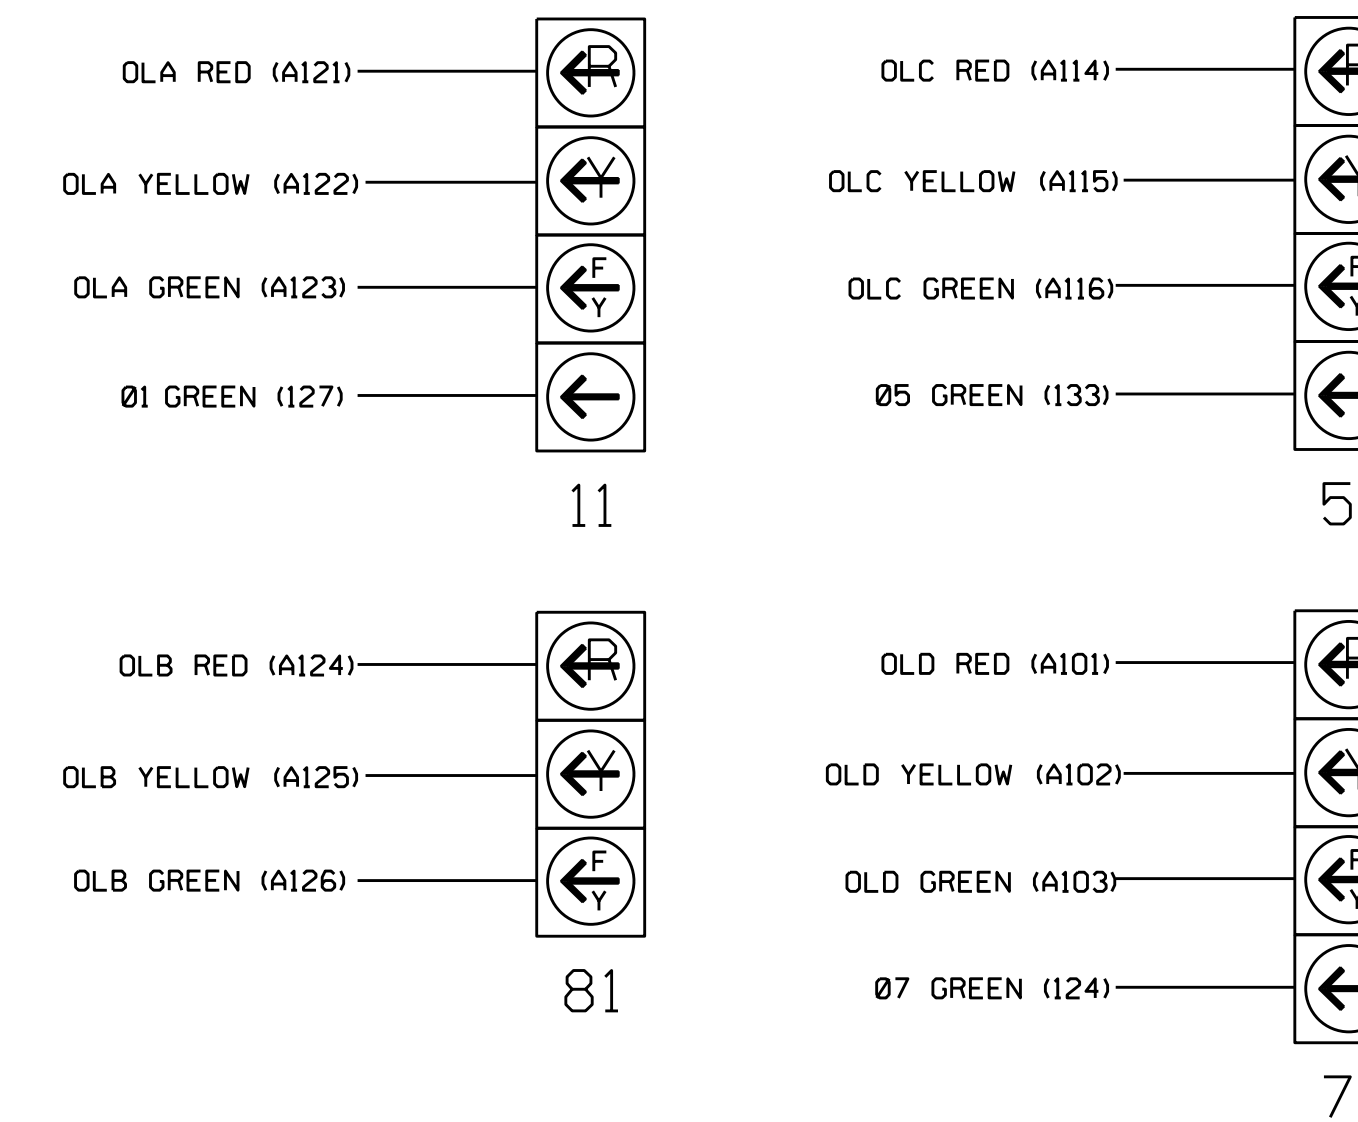 OLA RED (A121)
R
OLA YELLOW (A122)
Y
OLA GREEN (A123)
F
Y
Ø1 GREEN (127)
11
OLC RED (A114)
R
OLC YELLOW (A115)
Y
OLC GREEN (A116)
F
Y
Ø5 GREEN (133)
5
OLB RED (A124)
R
OLB YELLOW (A125)
Y
OLB GREEN (A126)
F
Y
81
OLD RED (A101)
R
OLD YELLOW (A102)
Y
OLD GREEN (A103)
F
Y
Ø7 GREEN (124)
7